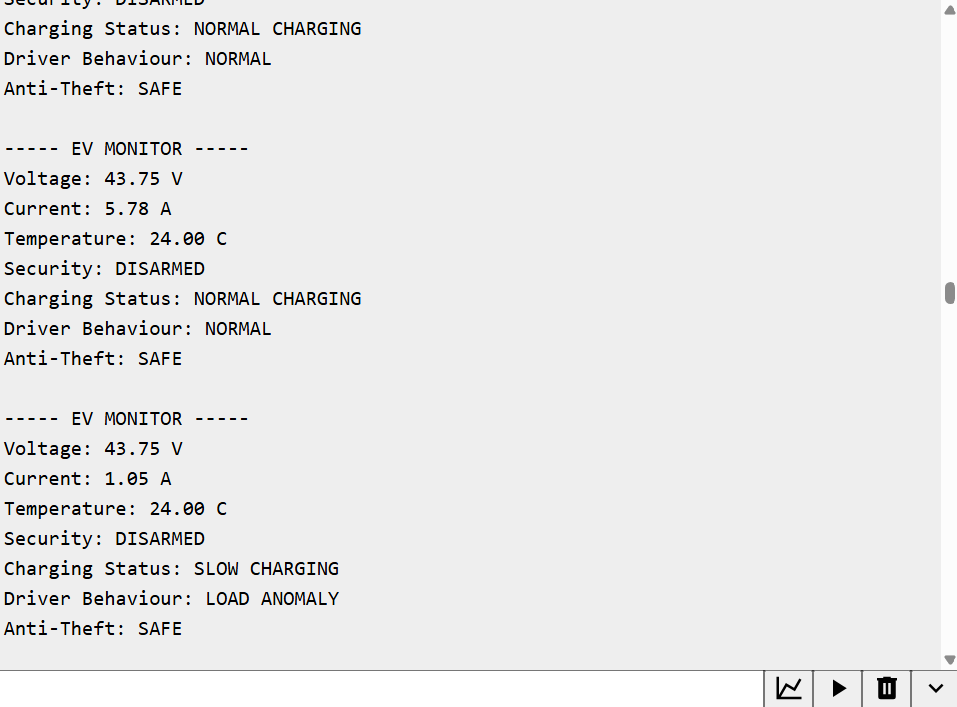 Security: DISARMED
Charging Status: NORMAL CHARGING
Driver Behaviour: NORMAL
Anti-Theft: SAFE
----- EV MONITOR -----
Voltage: 43.75 V
Current: 5.78 A
Temperature: 24.00 C
Security: DISARMED
Charging Status: NORMAL CHARGING
Driver Behaviour: NORMAL
Anti-Theft: SAFE
----- EV MONITOR -----
Voltage: 43.75 V
Current: 1.05 A
Temperature: 24.00 C
Security: DISARMED
Charging Status: SLOW CHARGING
Driver Behaviour: LOAD ANOMALY
Anti-Theft: SAFE